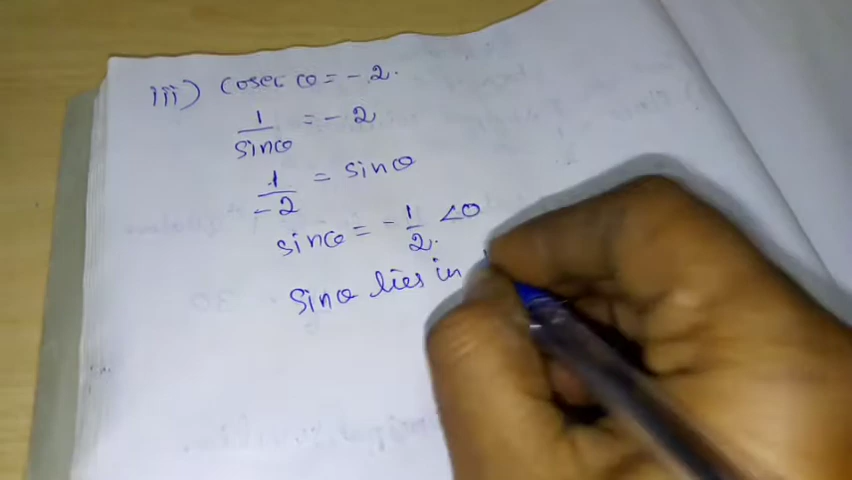 iii) Cosec θ = -2.
1/sinθ = -2
1/-2 = sinθ
sinθ = -1/2 <0
Sinθ lies in